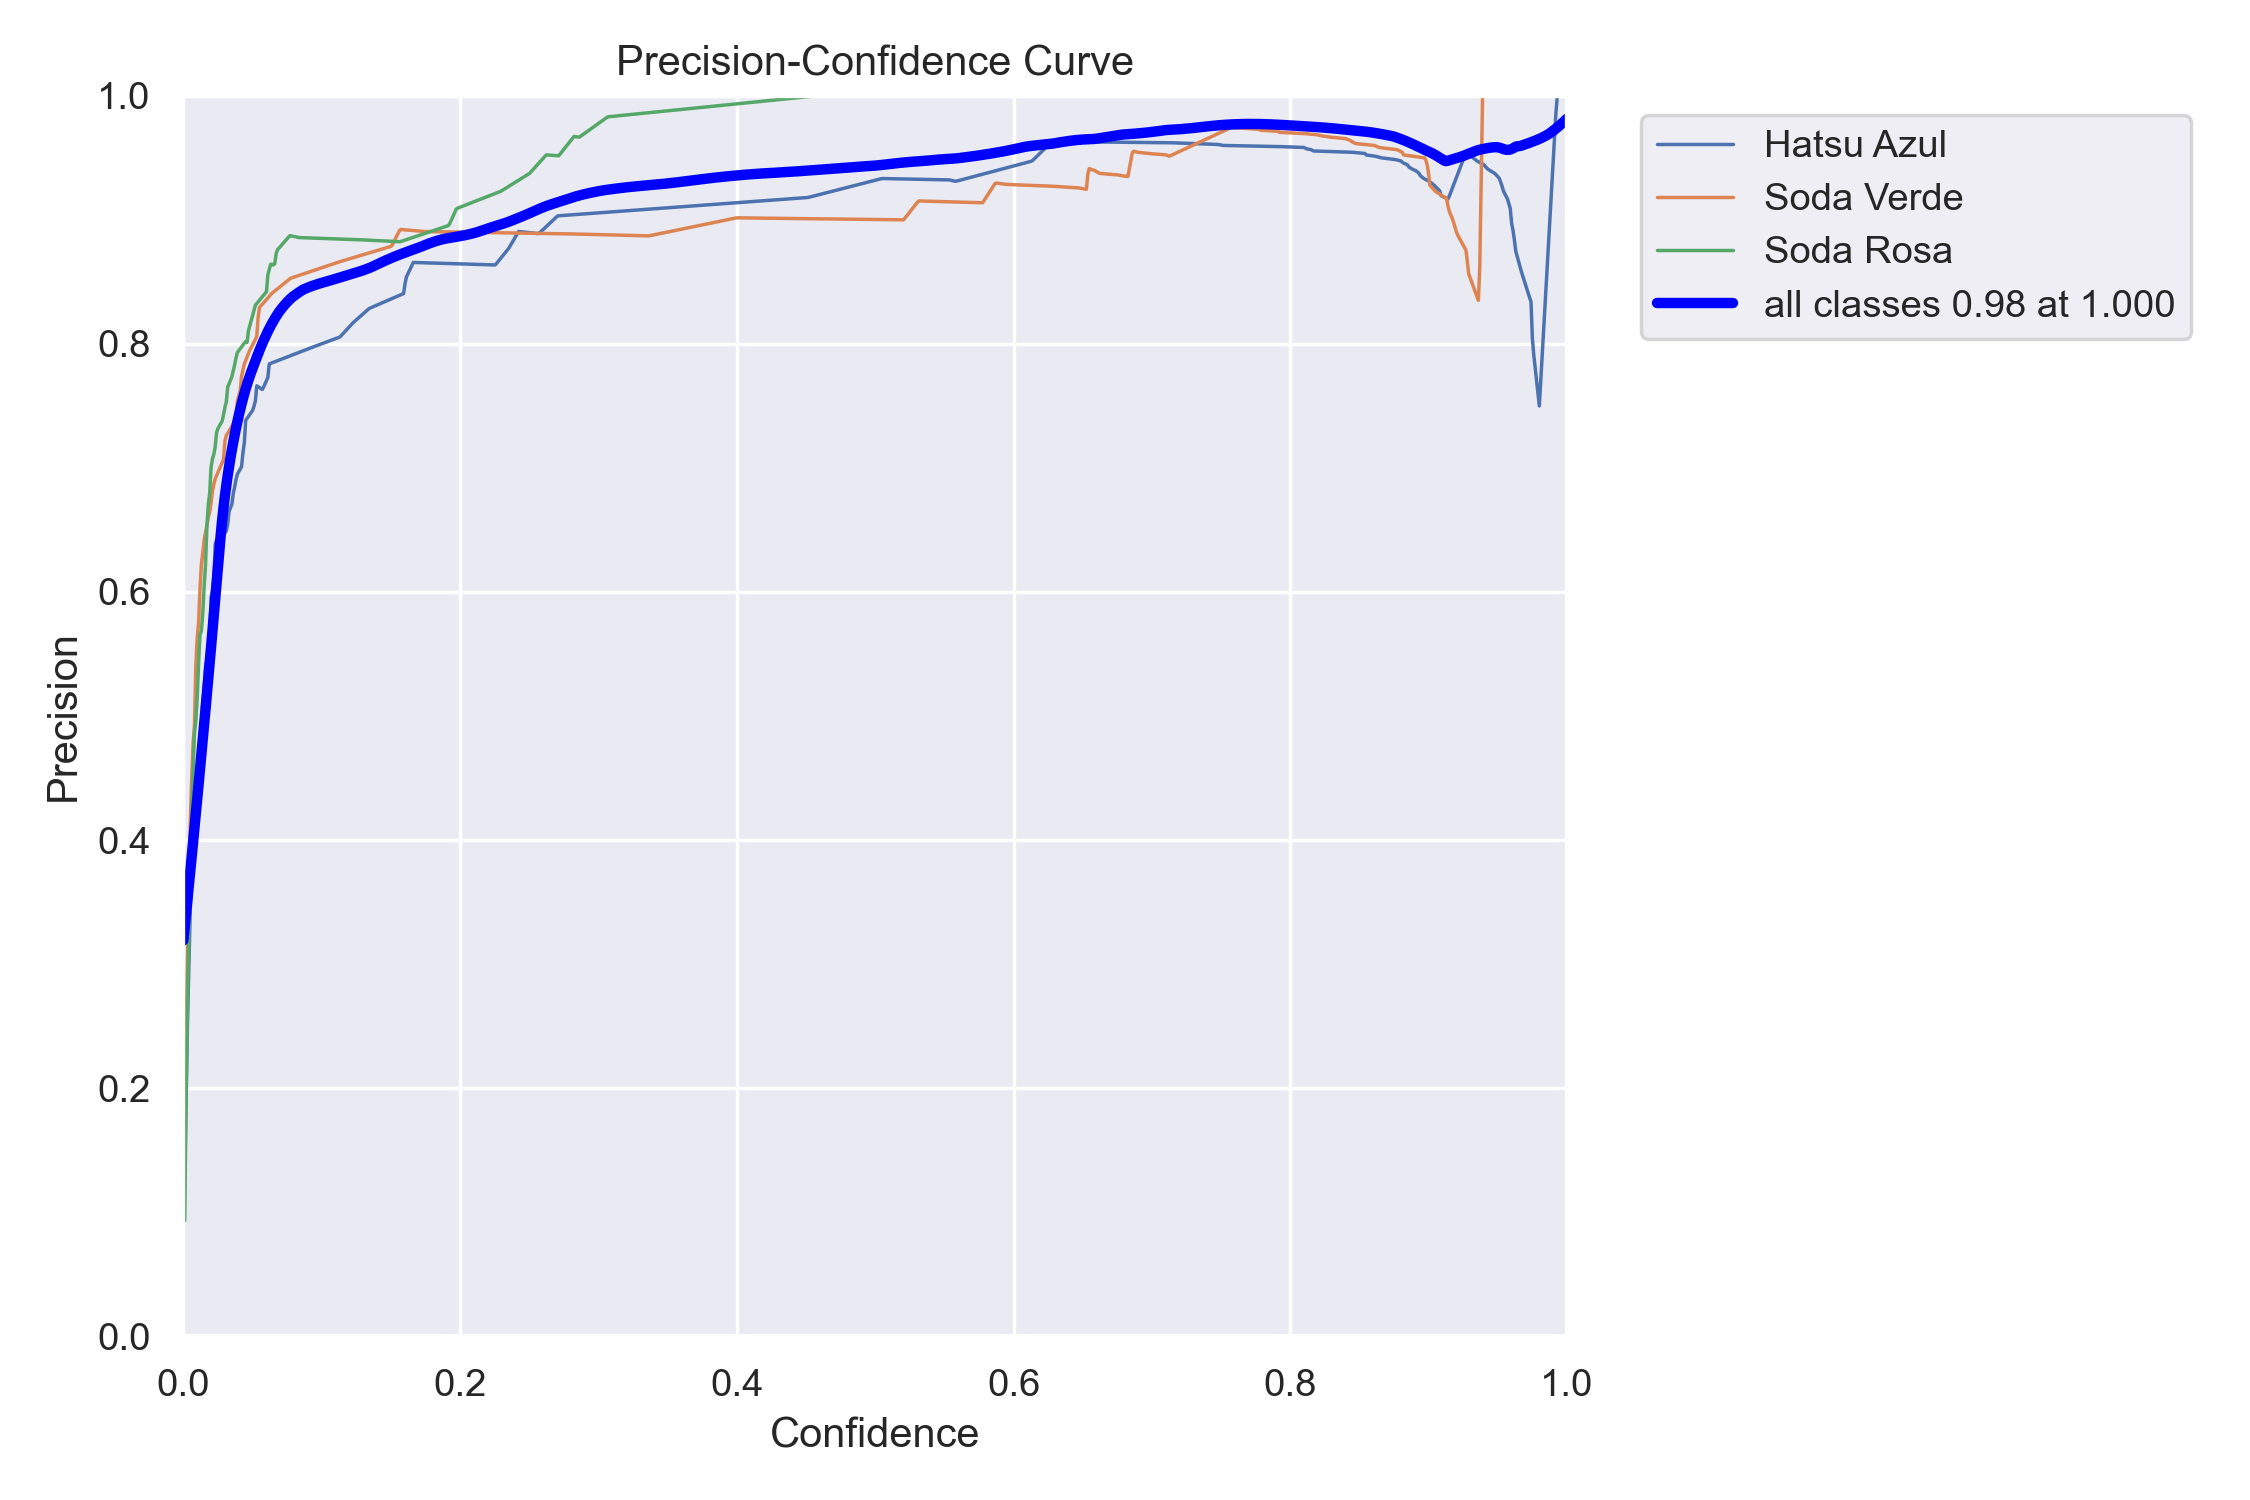 Precision-Confidence Curve
1.0
0.8
0.6
0.4
0.2
0.0
Precision
0.0 0.2 0.4 0.6 0.8 1.0
Confidence
Hatsu Azul
Soda Verde
Soda Rosa
all classes 0.98 at 1.000